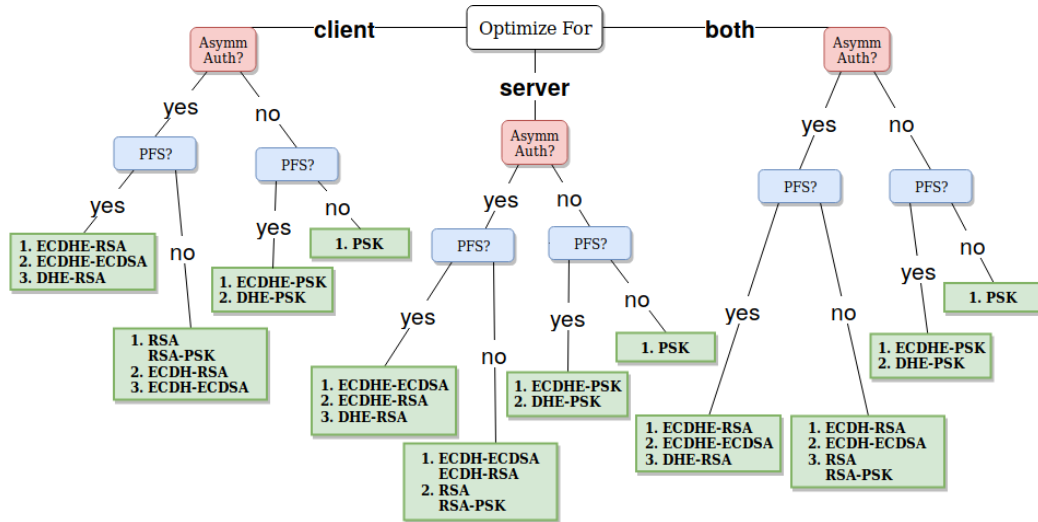 Optimize For
client
server
both
Asymm
Auth?
yes
no
PFS?
PFS?
yes
no
yes
no
1. ECDHE-RSA
2. ECDHE-ECDSA
3. DHE-RSA
1. RSA
RSA-PSK
2. ECDH-RSA
3. ECDH-ECDSA
1. ECDHE-PSK
2. DHE-PSK
1. PSK
Asymm
Auth?
yes
no
PFS?
PFS?
yes
no
yes
no
1. ECDHE-ECDSA
2. ECDHE-RSA
3. DHE-RSA
1. ECDH-ECDSA
ECDH-RSA
2. RSA
RSA-PSK
1. ECDHE-PSK
2. DHE-PSK
1. PSK
Asymm
Auth?
yes
no
PFS?
PFS?
yes
no
yes
no
1. ECDHE-RSA
2. ECDHE-ECDSA
3. DHE-RSA
1. ECDH-RSA
2. ECDH-ECDSA
3. RSA
RSA-PSK
1. ECDHE-PSK
2. DHE-PSK
1. PSK